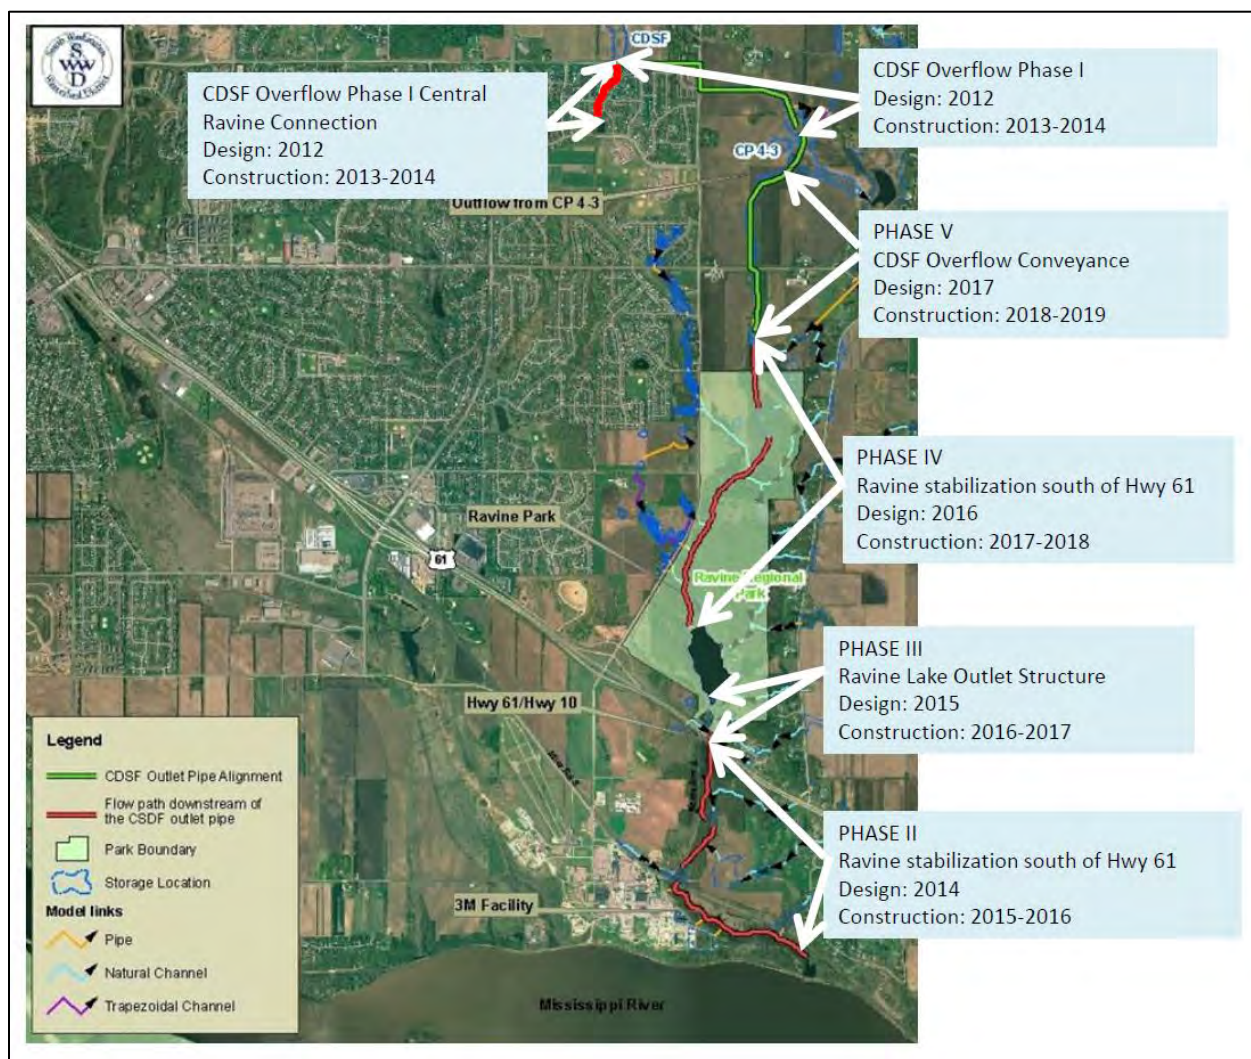 South Washington
S
WW
D
Watershed District
CDSF
CDSF Overflow Phase I Central
Ravine Connection
Design: 2012
Construction: 2013-2014
CDSF Overflow Phase I
Design: 2012
Construction: 2013-2014
CP 4-3
Outflow from CP 4-3
PHASE V
CDSF Overflow Conveyance
Design: 2017
Construction: 2018-2019
PHASE IV
Ravine stabilization south of Hwy 61
Design: 2016
Construction: 2017-2018
Ravine Park
61
Ravine Regional
Park
PHASE III
Ravine Lake Outlet Structure
Design: 2015
Construction: 2016-2017
Hwy 61/Hwy 10
PHASE II
Ravine stabilization south of Hwy 61
Design: 2014
Construction: 2015-2016
3M Facility
Mississippi River
Legend
CDSF Outlet Pipe Alignment
Flow path downstream of
the CSDF outlet pipe
Park Boundary
Storage Location
Model links
Pipe
Natural Channel
Trapezoidal Channel